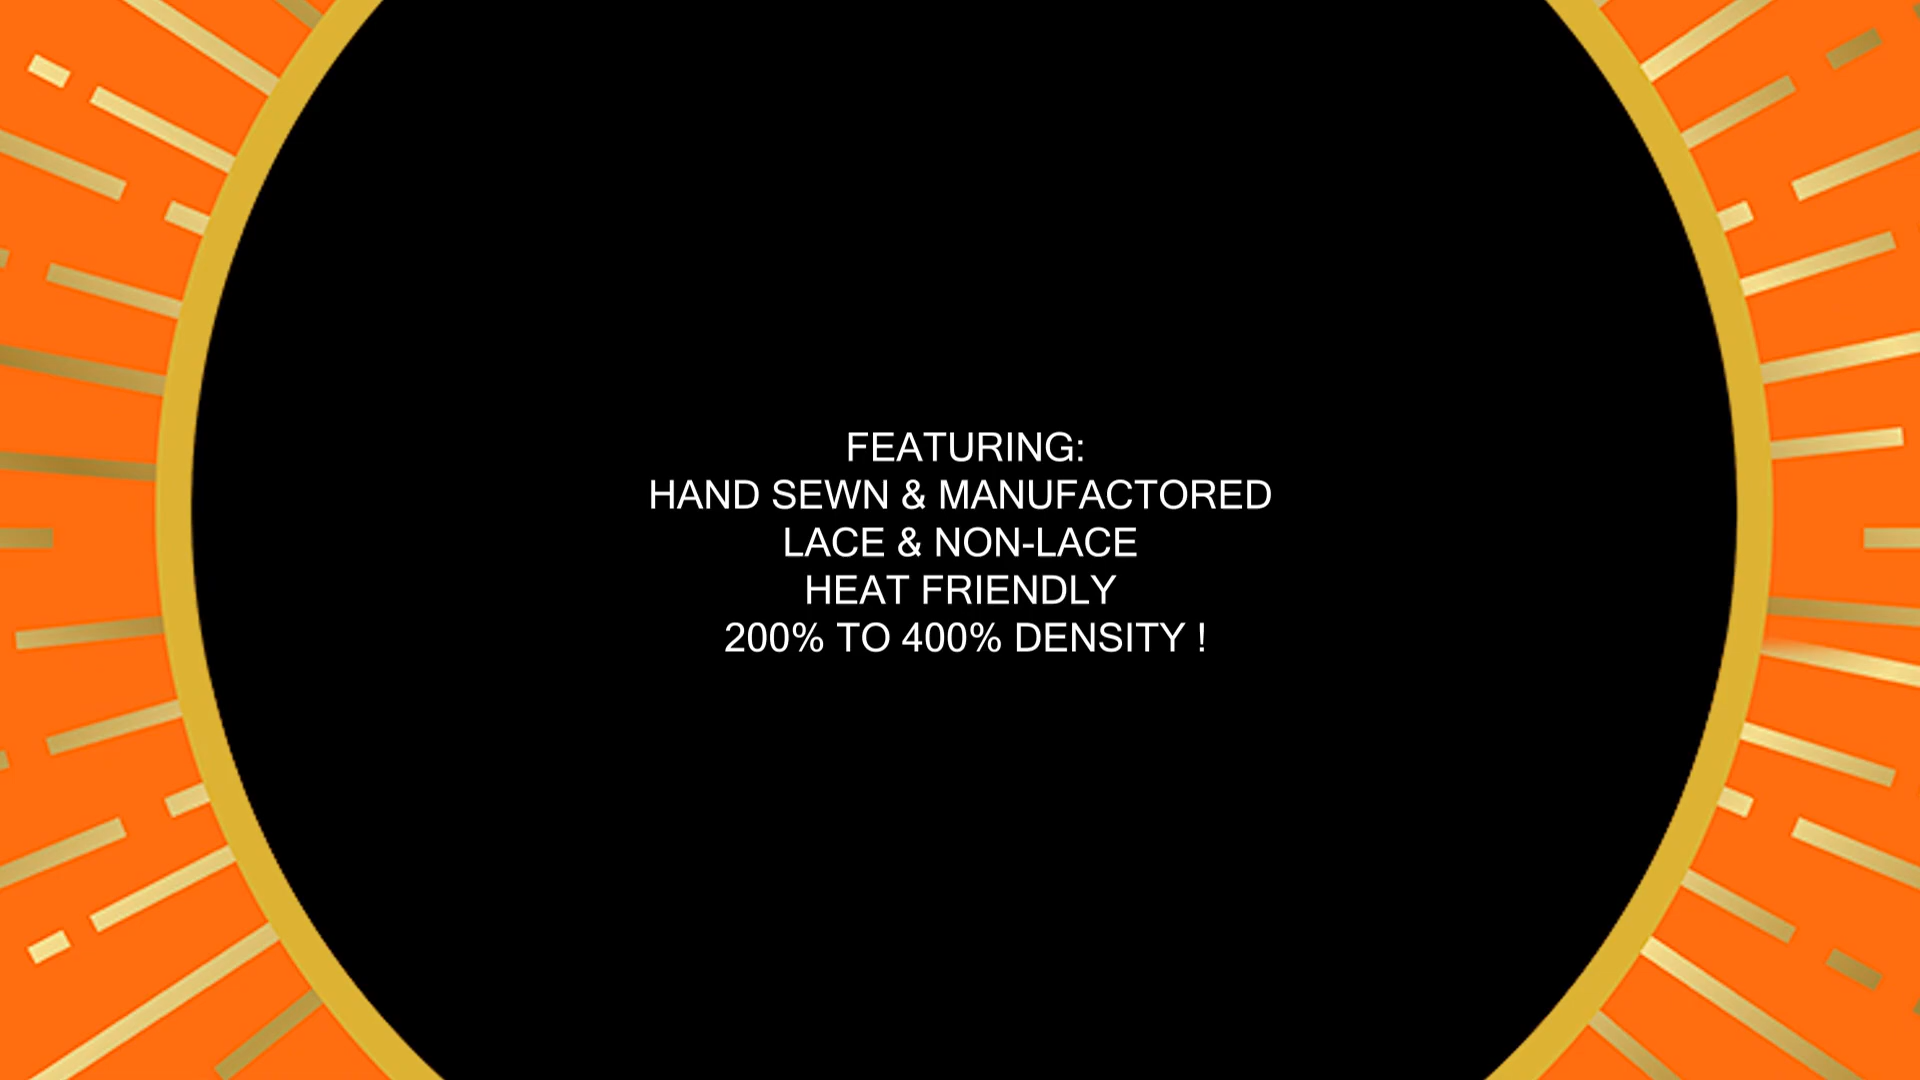 FEATURING:
HAND SEWN & MANUFACTORED
LACE & NON-LACE
HEAT FRIENDLY
200% TO 400% DENSITY !